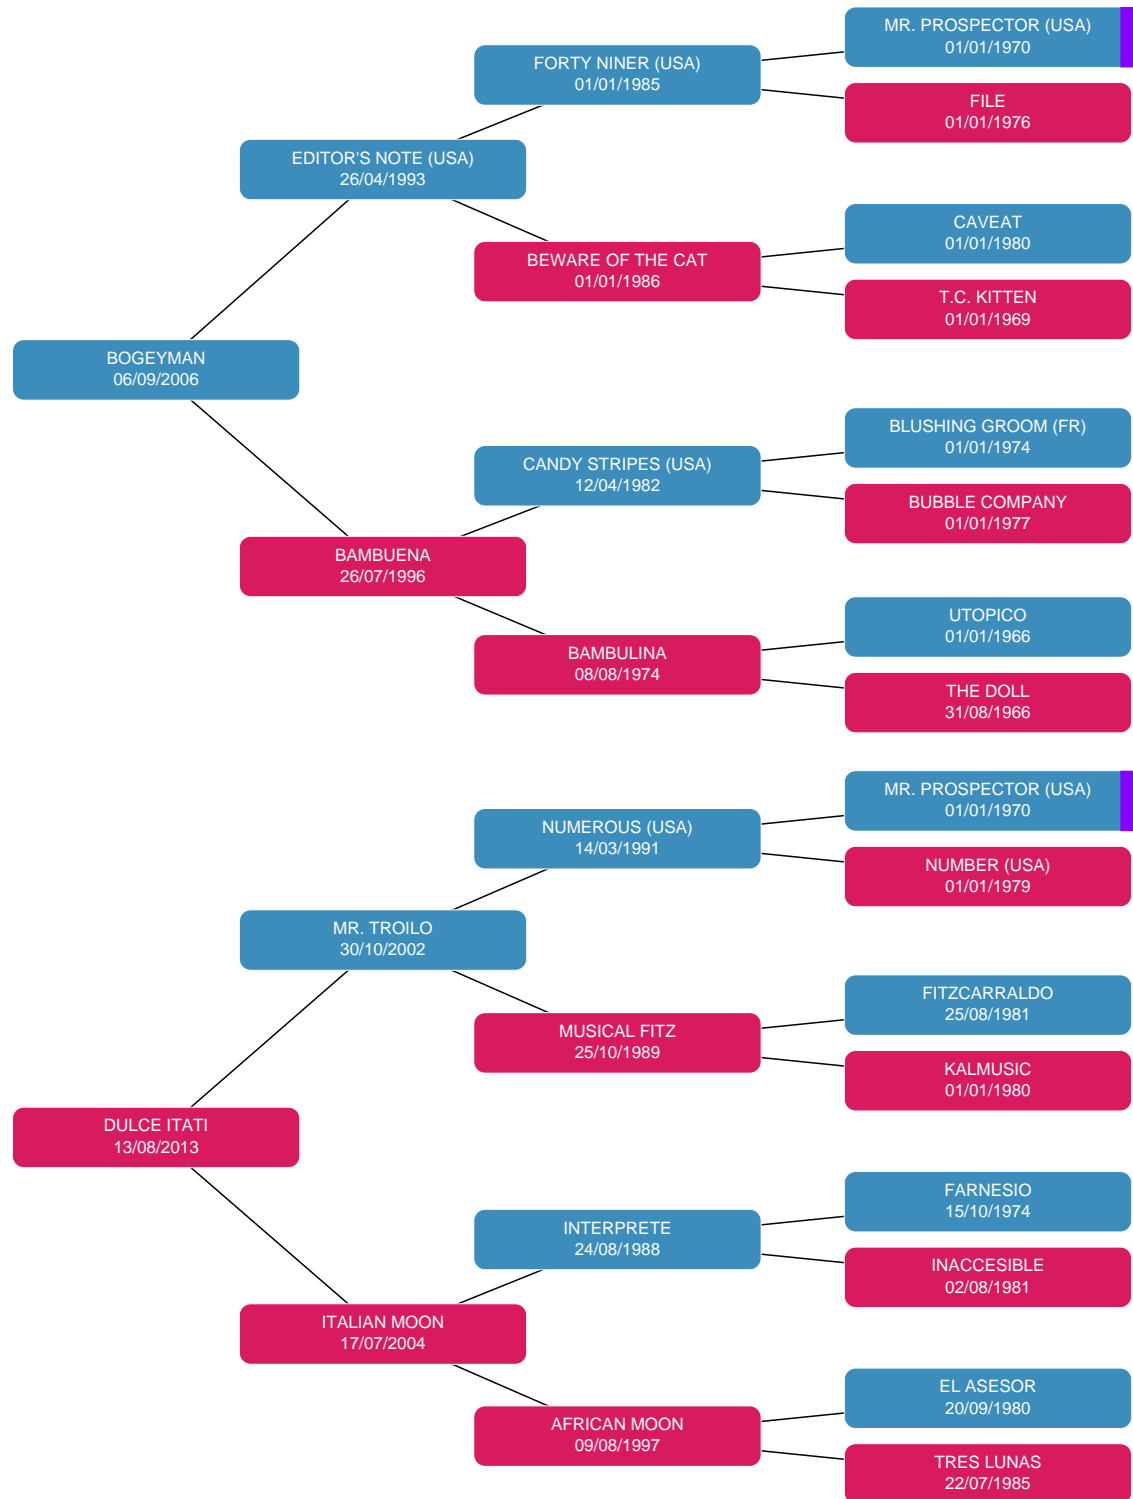 MR. PROSPECTOR (USA)
01/01/1970
FORTY NINER (USA)
01/01/1985
FILE
01/01/1976
EDITOR'S NOTE (USA)
26/04/1993
CAVEAT
01/01/1980
BEWARE OF THE CAT
01/01/1986
T.C. KITTEN
01/01/1969
BOGEYMAN
06/09/2006
BLUSHING GROOM (FR)
01/01/1974
CANDY STRIPES (USA)
12/04/1982
BUBBLE COMPANY
01/01/1977
BAMBUENA
26/07/1996
UTOPICO
01/01/1966
BAMBULINA
08/08/1974
THE DOLL
31/08/1966
MR. PROSPECTOR (USA)
01/01/1970
NUMEROUS (USA)
14/03/1991
NUMBER (USA)
01/01/1979
MR. TROILO
30/10/2002
FITZCARRALDO
25/08/1981
MUSICAL FITZ
25/10/1989
KALMUSIC
01/01/1980
DULCE ITATI
13/08/2013
FARNESIO
15/10/1974
INTERPRETE
24/08/1988
INACCESIBLE
02/08/1981
ITALIAN MOON
17/07/2004
EL ASESOR
20/09/1980
AFRICAN MOON
09/08/1997
TRES LUNAS
22/07/1985